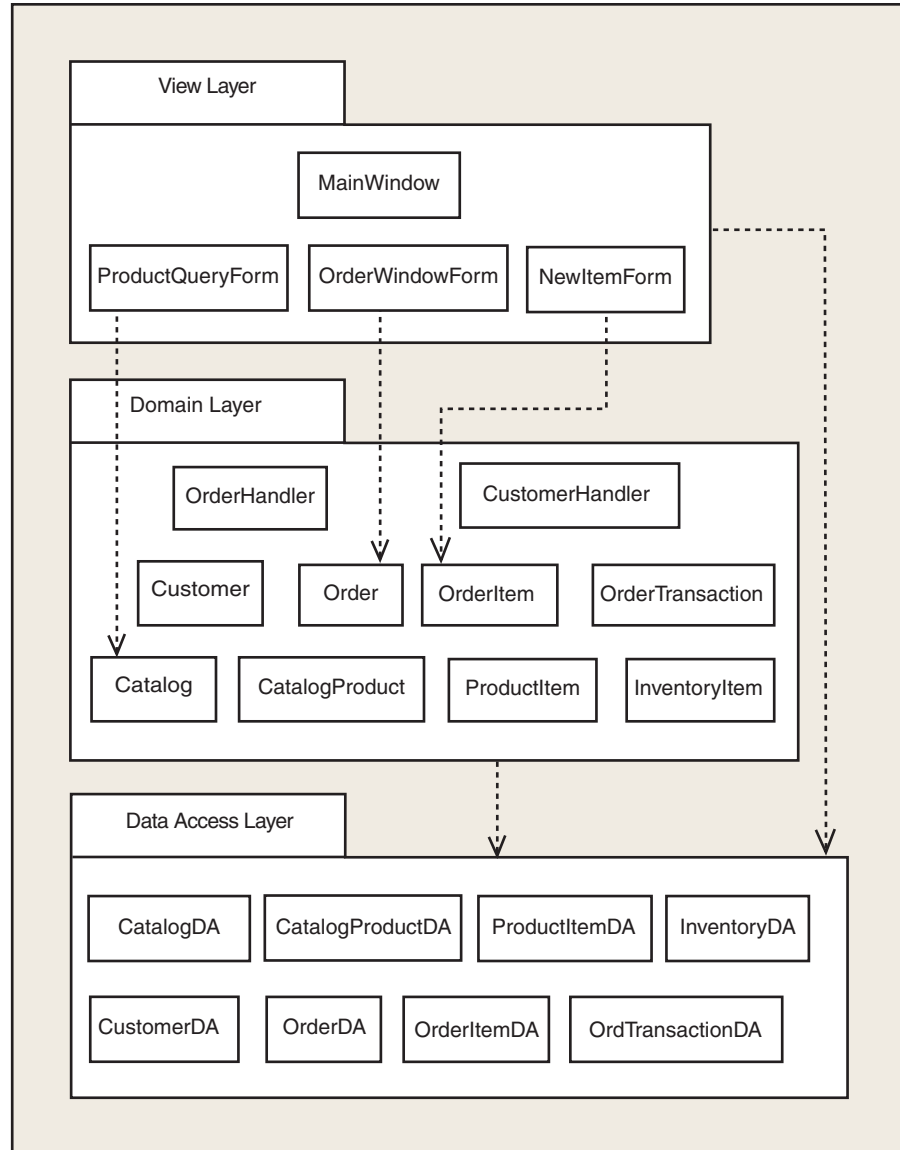 View Layer
MainWindow
ProductQueryForm
OrderWindowForm
NewItemForm
Domain Layer
OrderHandler
CustomerHandler
Customer
Order
OrderItem
OrderTransaction
Catalog
CatalogProduct
ProductItem
InventoryItem
Data Access Layer
CatalogDA
CatalogProductDA
ProductItemDA
InventoryDA
CustomerDA
OrderDA
OrderItemDA
OrdTransactionDA